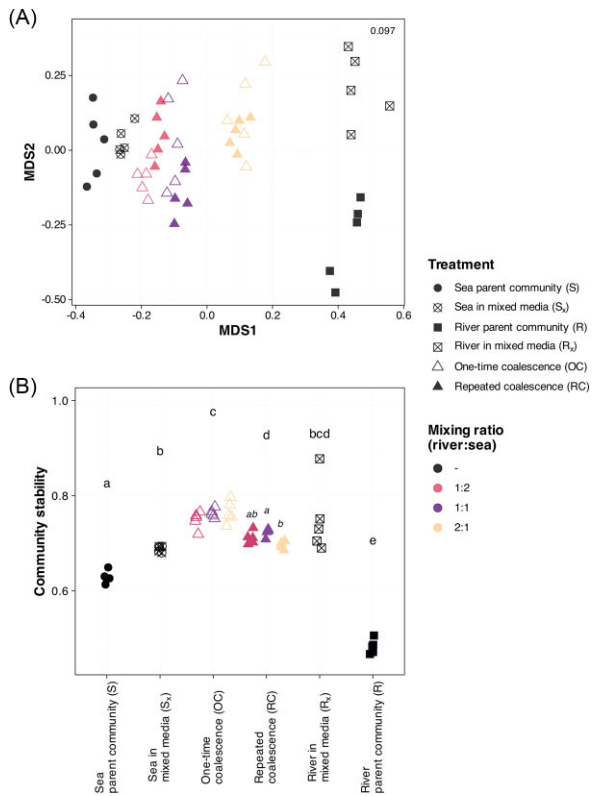 (A)
0.097
0.25
0.00
-0.25
-0.50
MDS2
-0.4
-0.2
0.0
0.2
0.4
0.6
MDS1
Treatment
Sea parent community (S)
Sea in mixed media (Sx)
River parent community (R)
River in mixed media (Rx)
One-time coalescence (OC)
Repeated coalescence (RC)
Mixing ratio
(river:sea)
-
1:2
1:1
2:1
(B)
1.0
0.8
0.6
Community stability
a
b
c
d
bcd
e
ab
a
b
Sea
parent community (S)
Sea in
mixed media (Sx)
One-time
coalescence (OC)
Repeated
coalescence (RC)
River in
mixed media (Rx)
River
parent community (R)